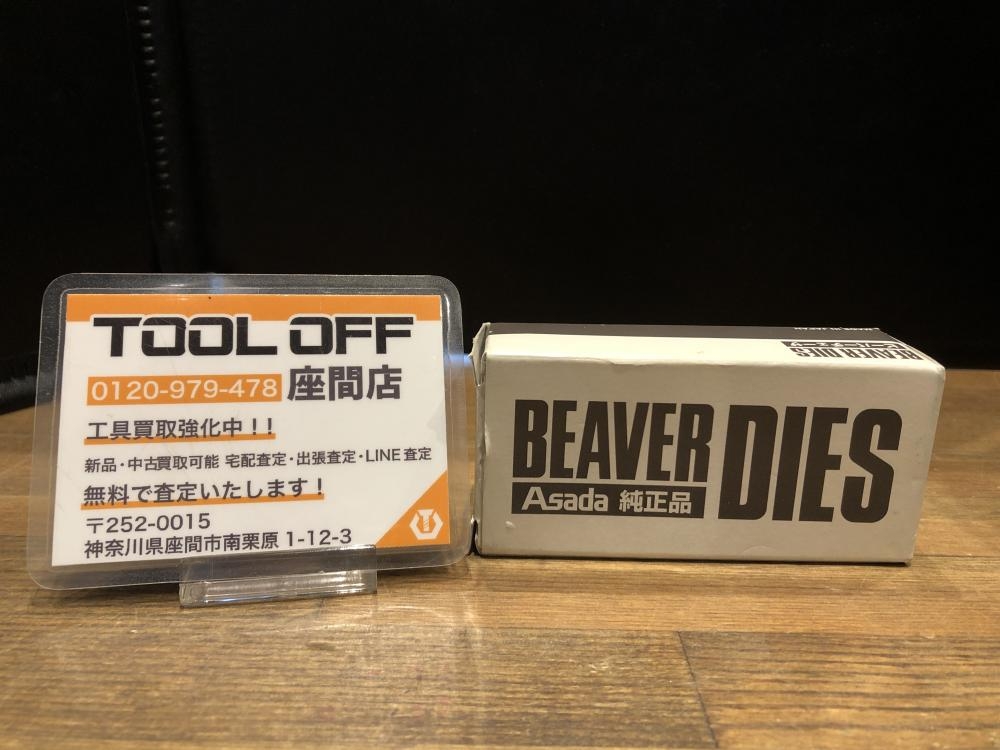 TOOL OFF
0120-979-478 座間店
工具買取強化中!!
新品・中古買取可能 宅配査定・出張査定・LINE査定
無料で査定いたします!
〒252-0015
神奈川県座間市南栗原1-12-3
BEAVER DIES
BEAVER DIES
Asada 純正品